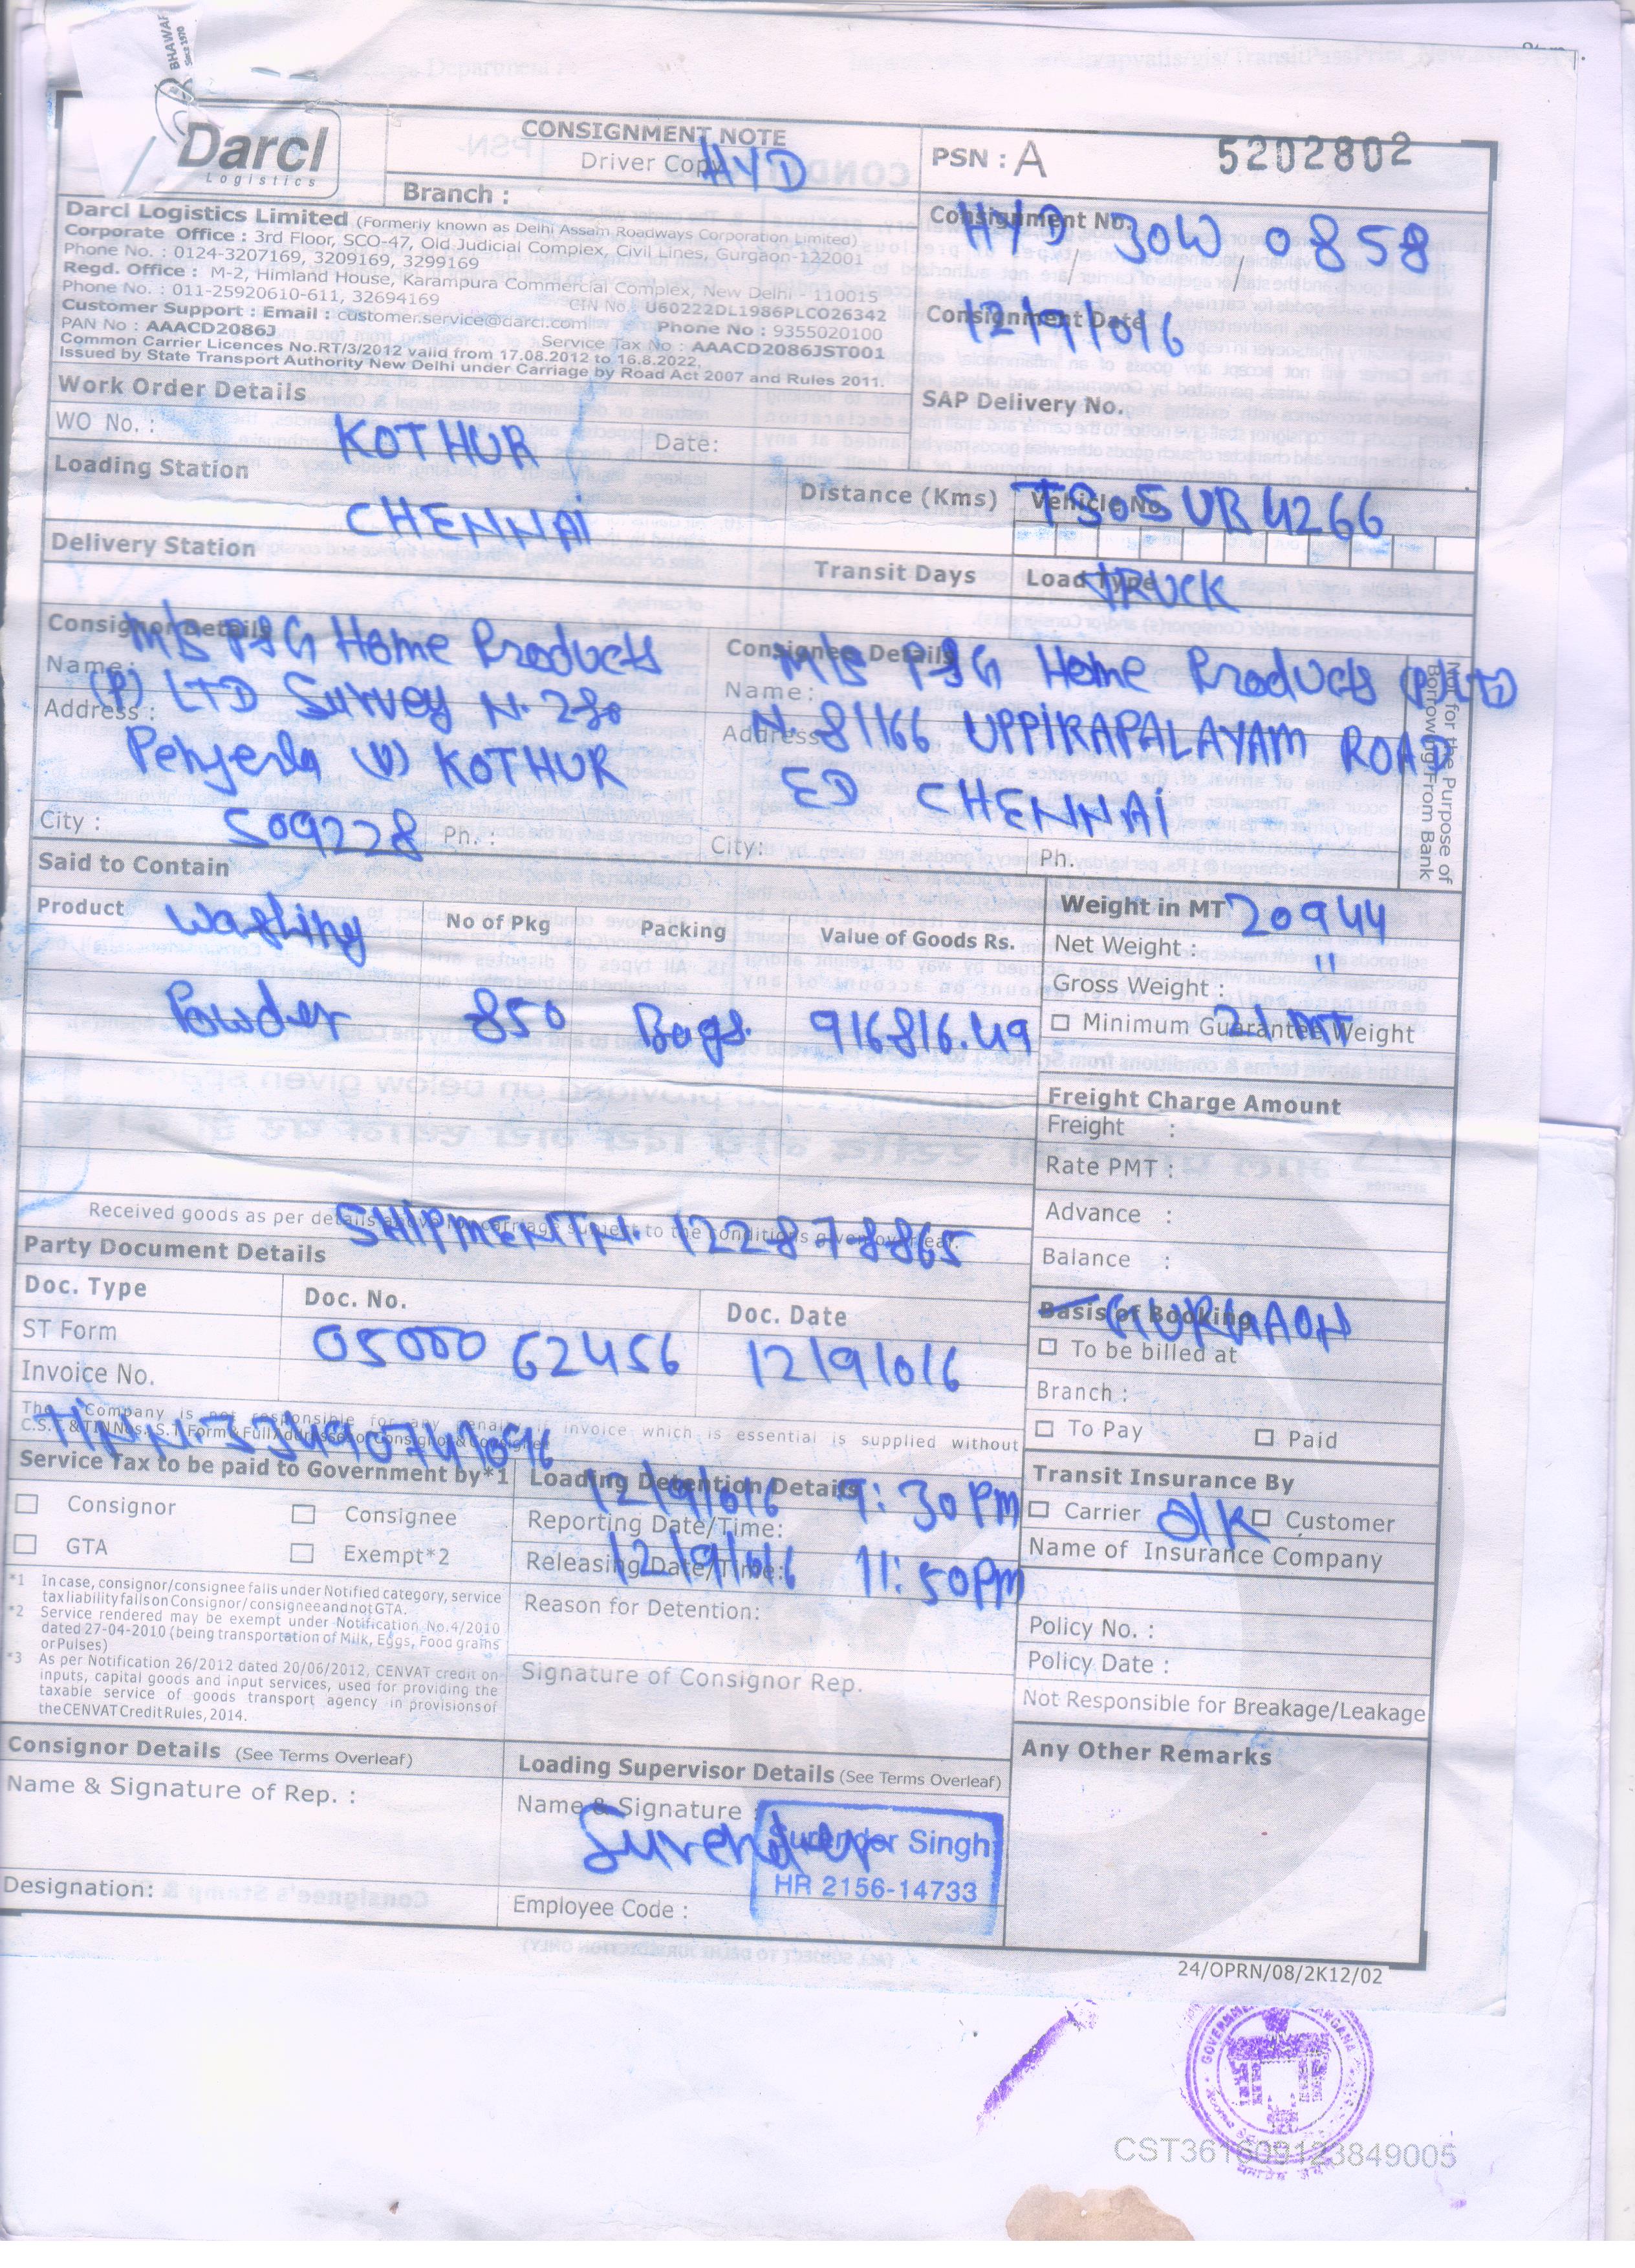 BHAWAR
Since 1970
Darcl
Logistics
CONSIGNMENT NOTE
Driver Copy
Branch : HYD
PSN : A 5202802
Darcl Logistics Limited (Formerly known as Delhi Assam Roadways Corporation Limited)
Corporate Office : 3rd Floor, SCO-47, Old Judicial Complex, Civil Lines, Gurgaon-122001
Phone No. : 0124-3207169, 3209169, 3299169
Regd. Office : M-2, Himland House, Karampura Commercial Complex, New Delhi - 110015
Phone No. : 011-25920610-611, 32694169
CIN No : U60222DL1986PLC026342
Customer Support : Email : customer.service@darcl.com Phone No : 9355020100
PAN No : AAACD2086J Service Tax No : AAACD2086JST001
Common Carrier Licences No.RT/3/2012 valid from 17.08.2012 to 16.8.2022,
Issued by State Transport Authority New Delhi under Carriage by Road Act 2007 and Rules 2011.
Consignment No. HYD 30W/0858
Consignment Date 12/9/016
SAP Delivery No.
Work Order Details
WO No. : Date:
Loading Station KOTHUR
Distance (Kms)
Vehicle No. TS05UB4266
Delivery Station CHENNAI
Transit Days
Load Type TRUCK
Consignor Details
Name: M/s P&G Home Products
(P) LTD Survey N. 280
Address :
Penjerla (V) KOTHUR
City : 509228 Ph. :
Consignee Details
Name: M/s P&G Home Products (P) LTD
Address N. 81166 UPPIRAPALAYAM ROAD
ED CHENNAI
City: Ph.
Not for the Purpose of
Borrowing From Bank
Said to Contain
Product No of Pkg Packing Value of Goods Rs.
Washing
Powder 850 Bags. 916816.49
Weight in MT 20944
Net Weight : "
Gross Weight :
Minimum Guarantee Weight 21 MT
Freight Charge Amount
Freight :
Rate PMT :
Advance :
Balance :
Received goods as per details above for carriage subject to the conditions given overleaf.
SHIPMENT N. 122878865
Party Document Details
Doc. Type Doc. No. Doc. Date
ST Form
Invoice No. 0500062456 12/9/016
Basis of Booking
GURGAON
To be billed at
Branch :
To Pay Paid
The Company is not responsible for any penalty if invoice which is essential is supplied without
C.S.T & TIN Nos., S.T. Form & Full Addresses of Consignor & Consignee
TIN N.
Service Tax to be paid to Government by*1
Consignor Consignee
GTA Exempt*2
Loading Detention Details
Reporting Date/Time: 12/9/016 9:30 PM
Releasing Date/Time: 12/9/016 11:50 PM
Reason for Detention:
Signature of Consignor Rep.
Transit Insurance By
Carrier Customer
Name of Insurance Company
Policy No. :
Policy Date :
Not Responsible for Breakage/Leakage
*1 In case, consignor/consignee falls under Notified category, service
tax liability falls on Consignor/consignee and not GTA.
*2 Service rendered may be exempt under Notification No.4/2010
dated 27-04-2010 (being transportation of Milk, Eggs, Food grains
or Pulses)
*3 As per Notification 26/2012 dated 20/06/2012, CENVAT credit on
inputs, capital goods and input services, used for providing the
taxable service of goods transport agency in provisions of
the CENVAT Credit Rules, 2014.
Consignor Details (See Terms Overleaf)
Name & Signature of Rep. :
Designation:
Loading Supervisor Details (See Terms Overleaf)
Name & Signature : Surender
Surender Singh
HR 2156-14733
Employee Code :
Any Other Remarks
24/OPRN/08/2K12/02
CST361609123849005